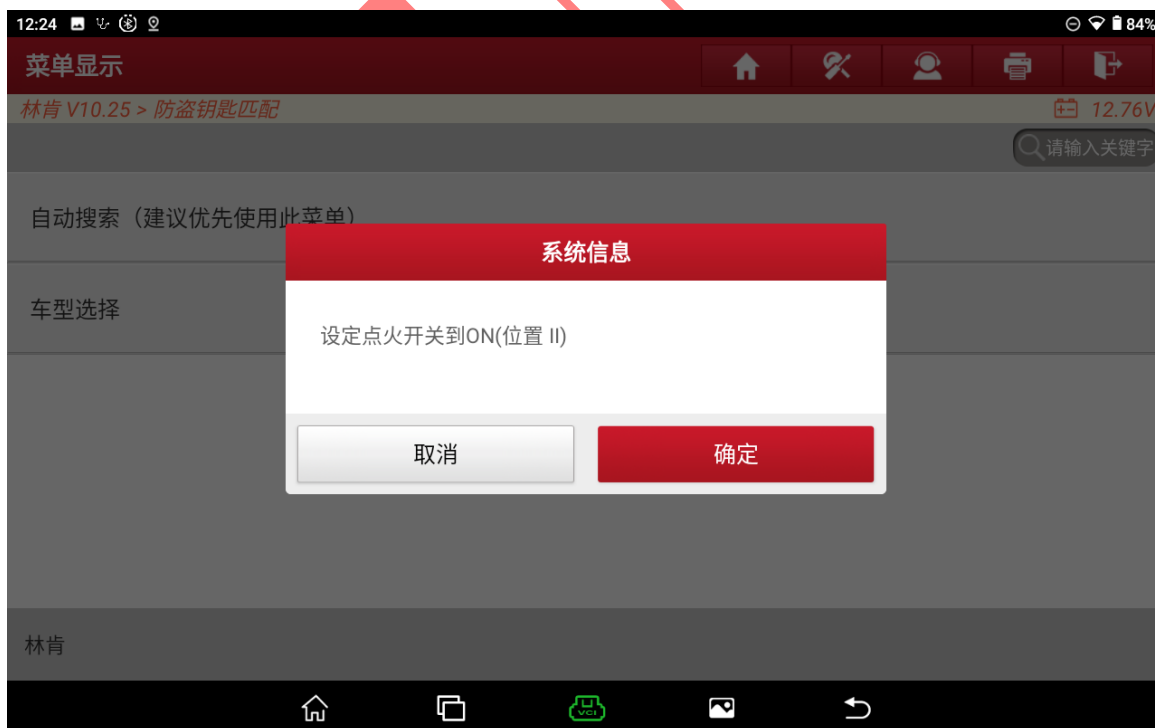 12:24
84%
菜单显示
林肯 V10.25 > 防盗钥匙匹配
12.76V
请输入关键字
自动搜索（建议优先使用此菜单）
系统信息
车型选择
设定点火开关到ON(位置 II)
取消
确定
林肯
VCI